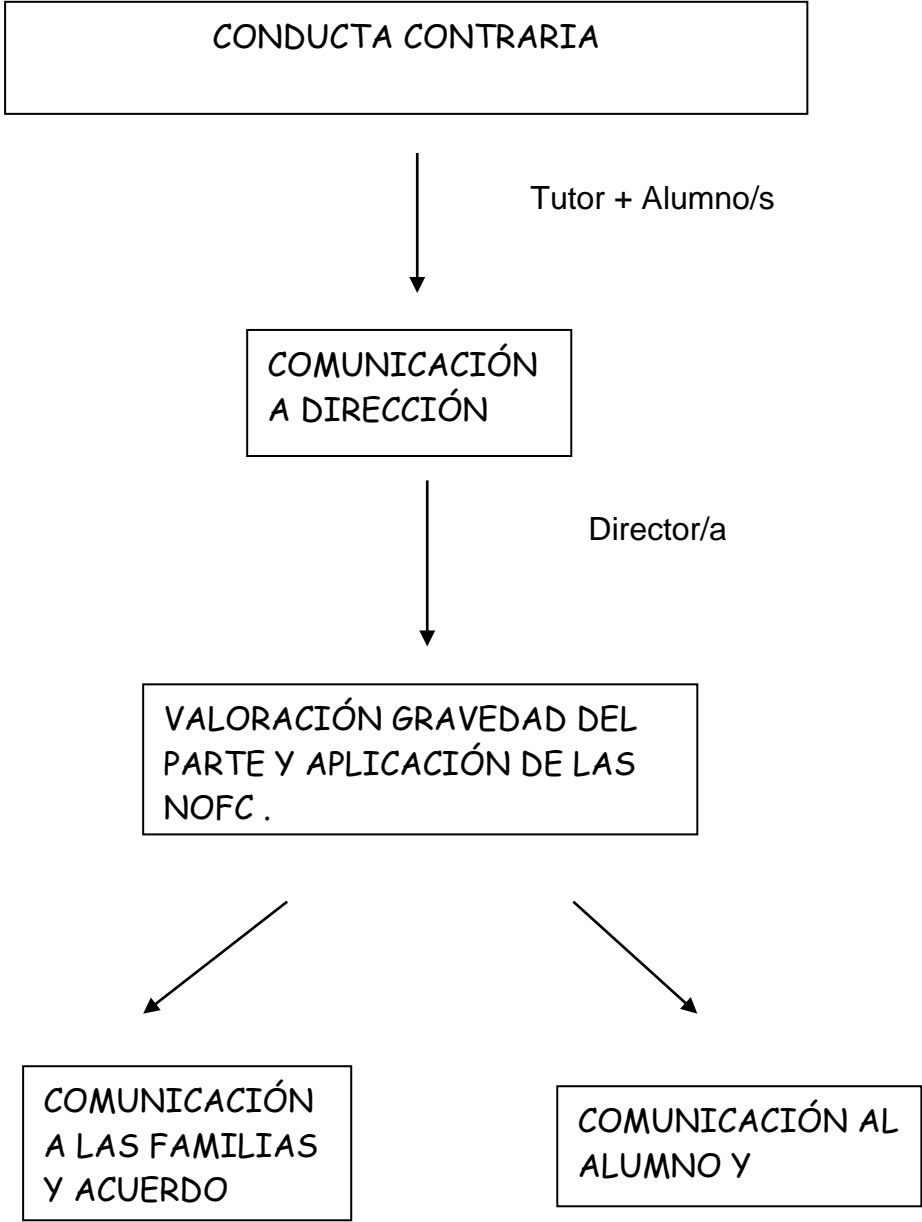 CONDUCTA CONTRARIA
Tutor + Alumno/s
COMUNICACIÓN
A DIRECCIÓN
Director/a
VALORACIÓN GRAVEDAD DEL
PARTE Y APLICACIÓN DE LAS
NOFC .
COMUNICACIÓN
A LAS FAMILIAS
Y ACUERDO
COMUNICACIÓN AL
ALUMNO Y